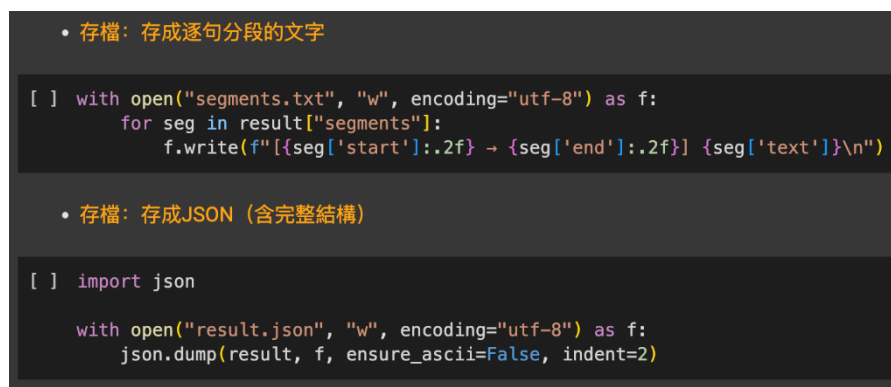 • 存檔：存成逐句分段的文字
[ ] with open("segments.txt", "w", encoding="utf-8") as f:
        for seg in result["segments"]:
            f.write(f"[{seg['start']:.2f} → {seg['end']:.2f}] {seg['text']}\n")
• 存檔：存成JSON（含完整結構）
[ ] import json
    with open("result.json", "w", encoding="utf-8") as f:
        json.dump(result, f, ensure_ascii=False, indent=2)